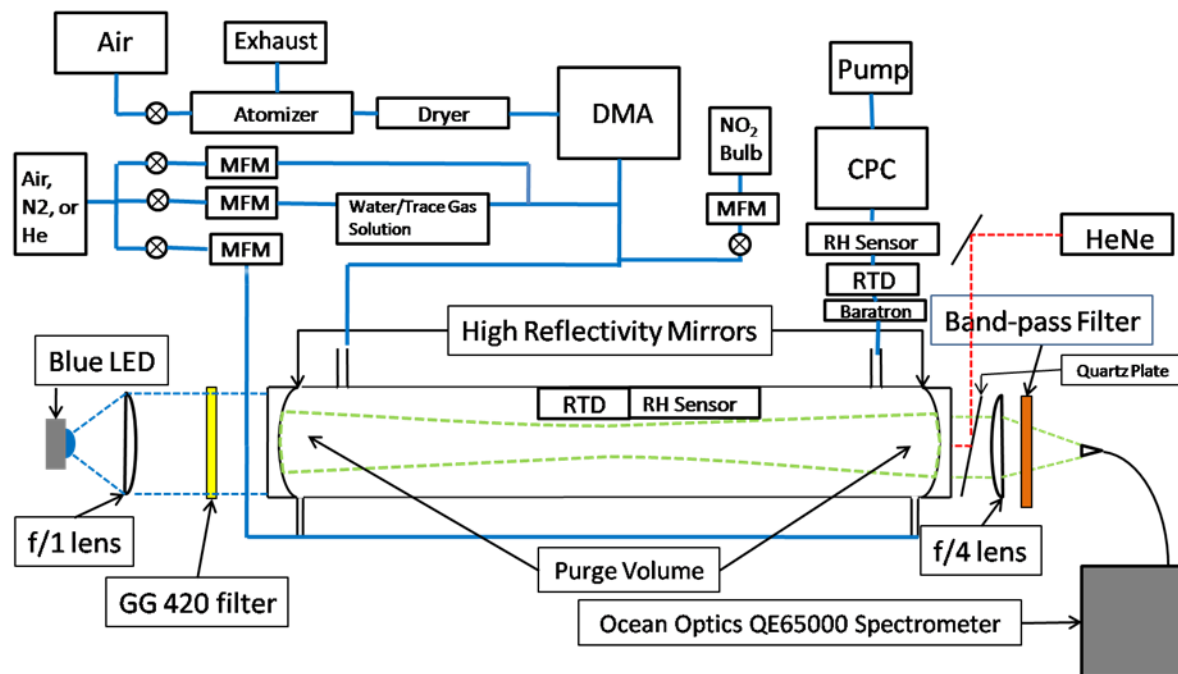 Air
Exhaust
Atomizer
Dryer
DMA
NO₂
Bulb
MFM
Pump
CPC
RH Sensor
RTD
Baratron
HeNe
Air,
N2, or
He
MFM
MFM
MFM
Water/Trace Gas
Solution
High Reflectivity Mirrors
Band-pass Filter
Quartz Plate
Blue LED
RTD
RH Sensor
f/1 lens
GG 420 filter
Purge Volume
f/4 lens
Ocean Optics QE65000 Spectrometer